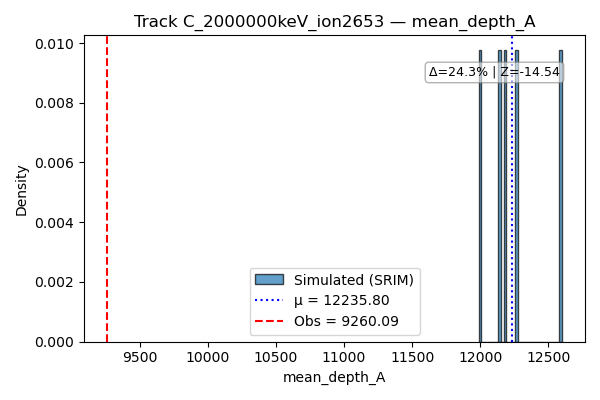 Track C_2000000keV_ion2653 — mean_depth_A
0.010
0.008
0.006
0.004
0.002
0.000
Density
Δ=24.3% | Z=-14.54
Simulated (SRIM)
μ = 12235.80
Obs = 9260.09
9500 10000 10500 11000 11500 12000 12500
mean_depth_A